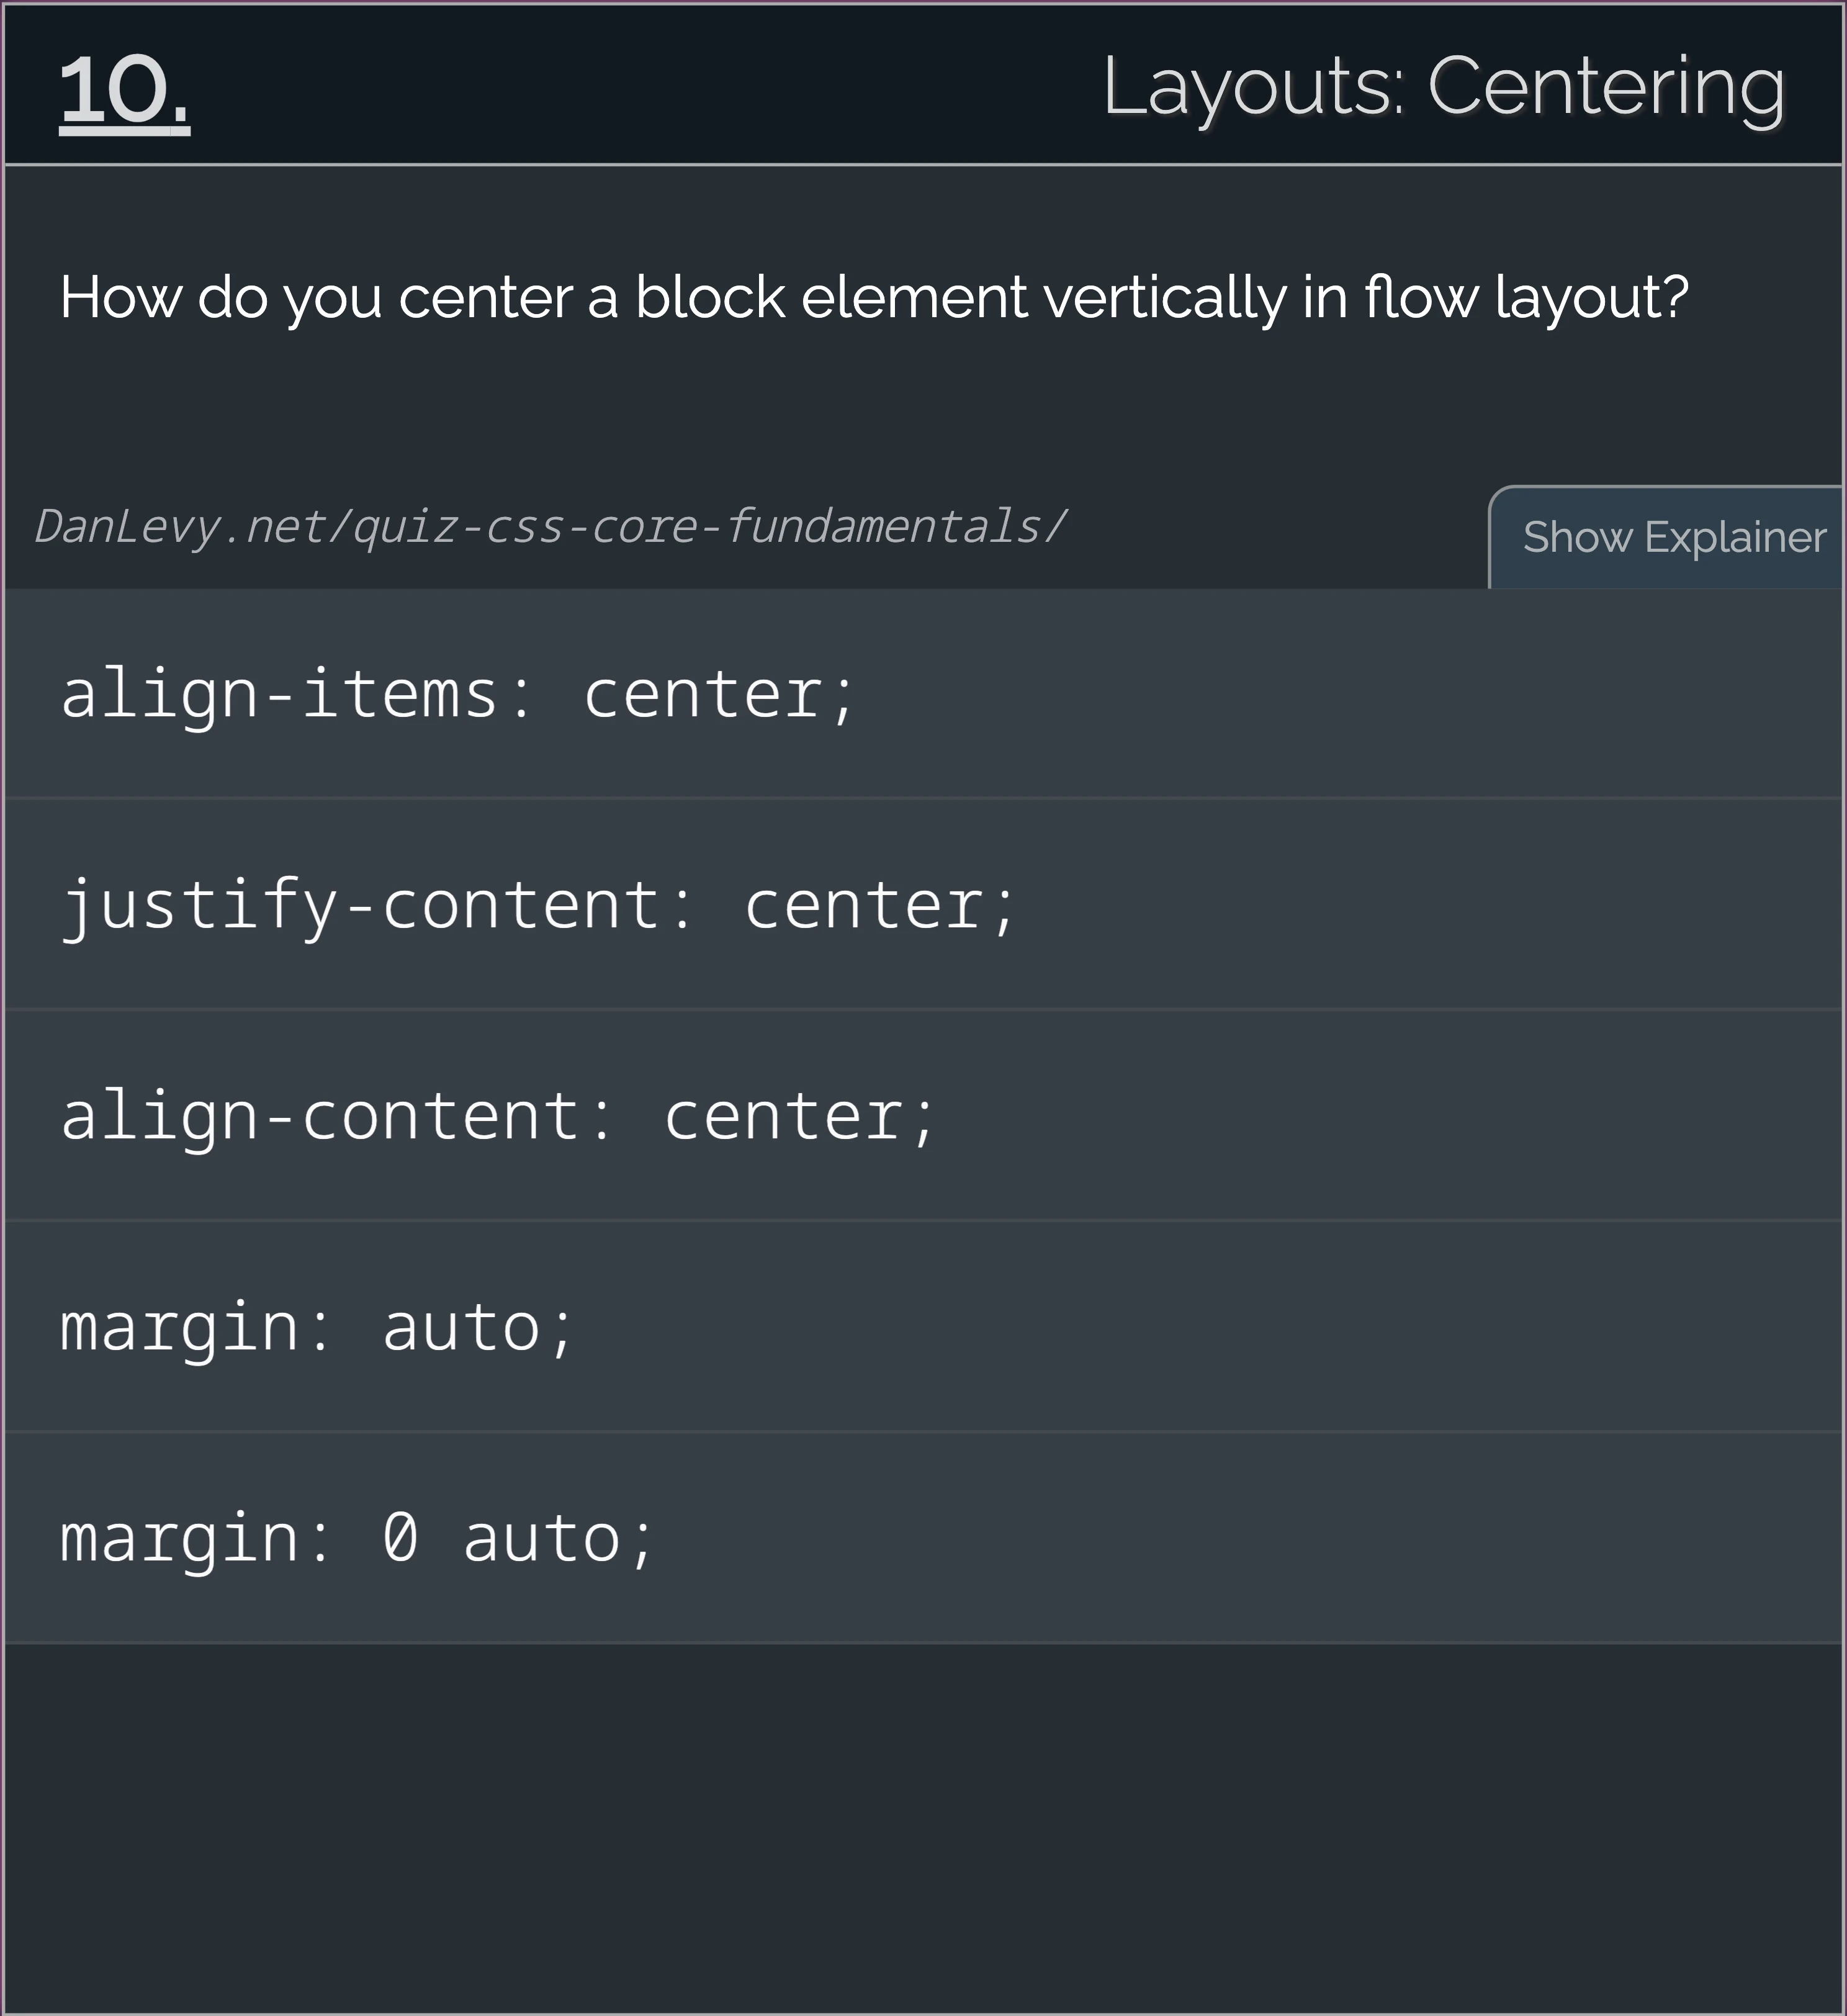 10.
Layouts: Centering
How do you center a block element vertically in flow layout?
DanLevy.net/quiz-css-core-fundamentals/
Show Explainer
align-items: center;
justify-content: center;
align-content: center;
margin: auto;
margin: 0 auto;